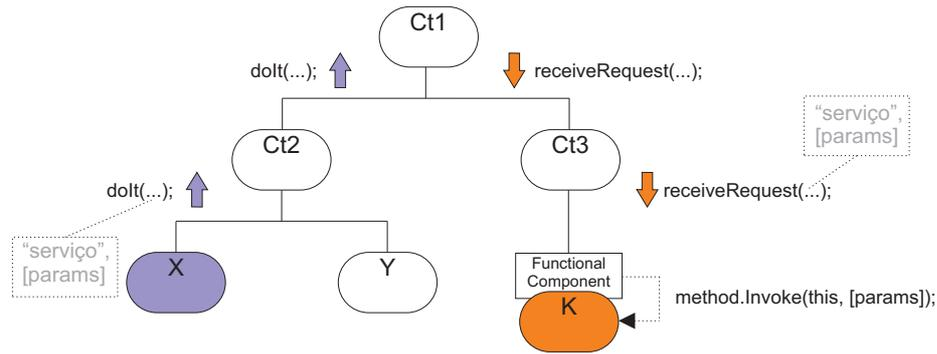 Ct1
doIt(...);
receiveRequest(...);
Ct2
Ct3
“serviço”,
[params]
doIt(...);
receiveRequest(...);
“serviço”,
[params]
X
Y
Functional
Component
K
method.Invoke(this, [params]);